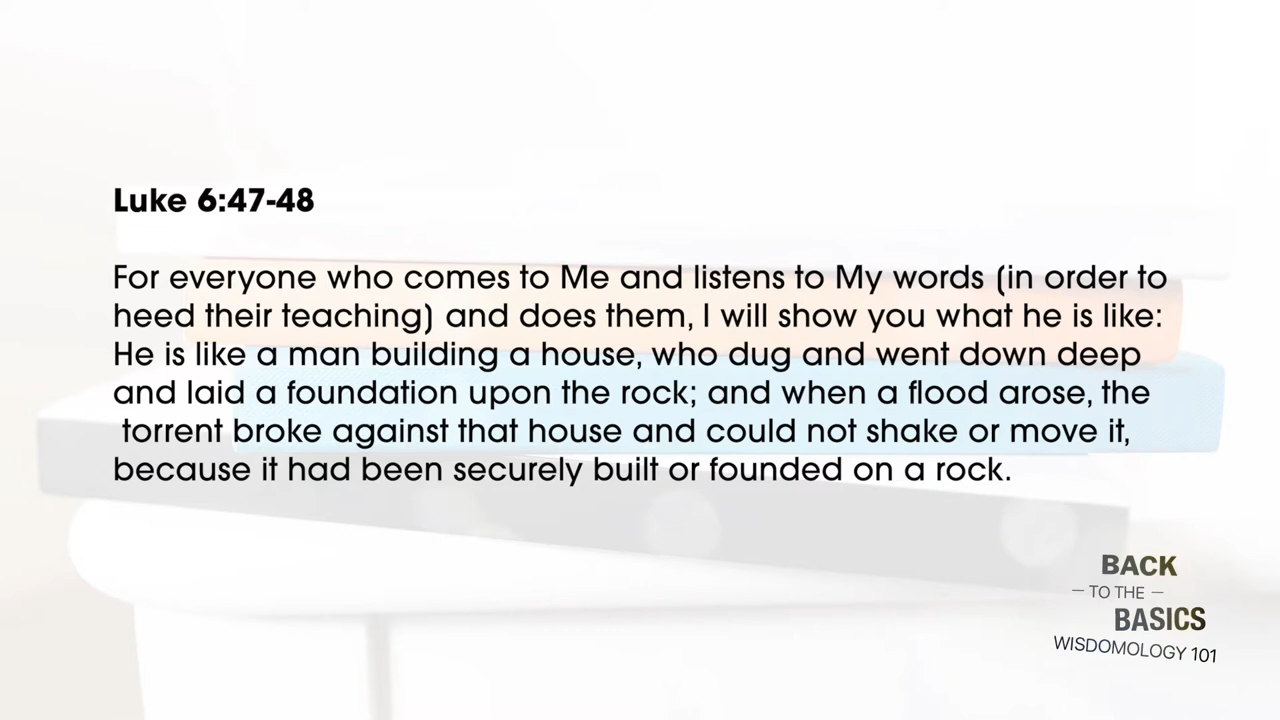 Luke 6:47-48
For everyone who comes to Me and listens to My words (in order to
heed their teaching) and does them, I will show you what he is like:
He is like a man building a house, who dug and went down deep
and laid a foundation upon the rock; and when a flood arose, the
torrent broke against that house and could not shake or move it,
because it had been securely built or founded on a rock.
BACK
— TO THE —
BASICS
WISDOMOLOGY 101